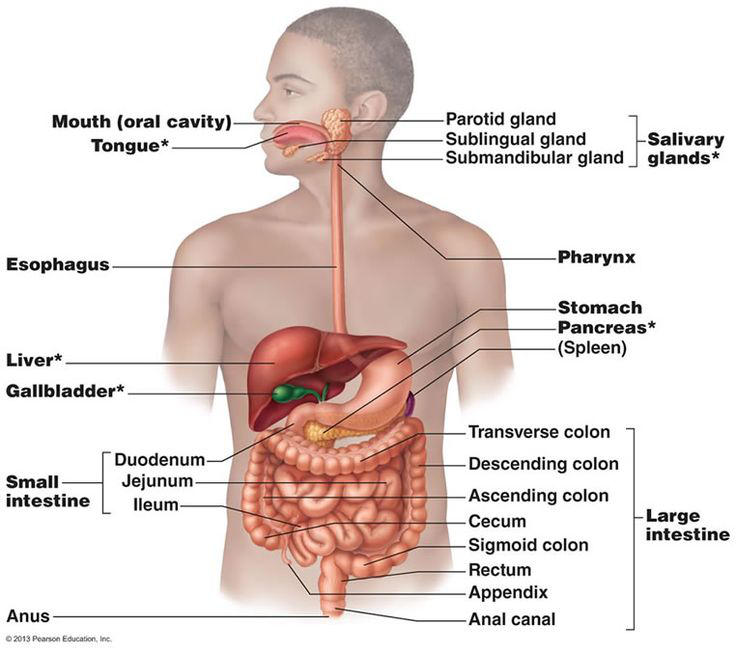 Mouth (oral cavity)
Tongue*
Parotid gland
Sublingual gland
Submandibular gland
Salivary
glands*
Esophagus
Pharynx
Stomach
Pancreas*
(Spleen)
Liver*
Gallbladder*
Small
intestine
Duodenum
Jejunum
Ileum
Transverse colon
Descending colon
Ascending colon
Cecum
Sigmoid colon
Rectum
Appendix
Anal canal
Large
intestine
Anus
© 2013 Pearson Education, Inc.